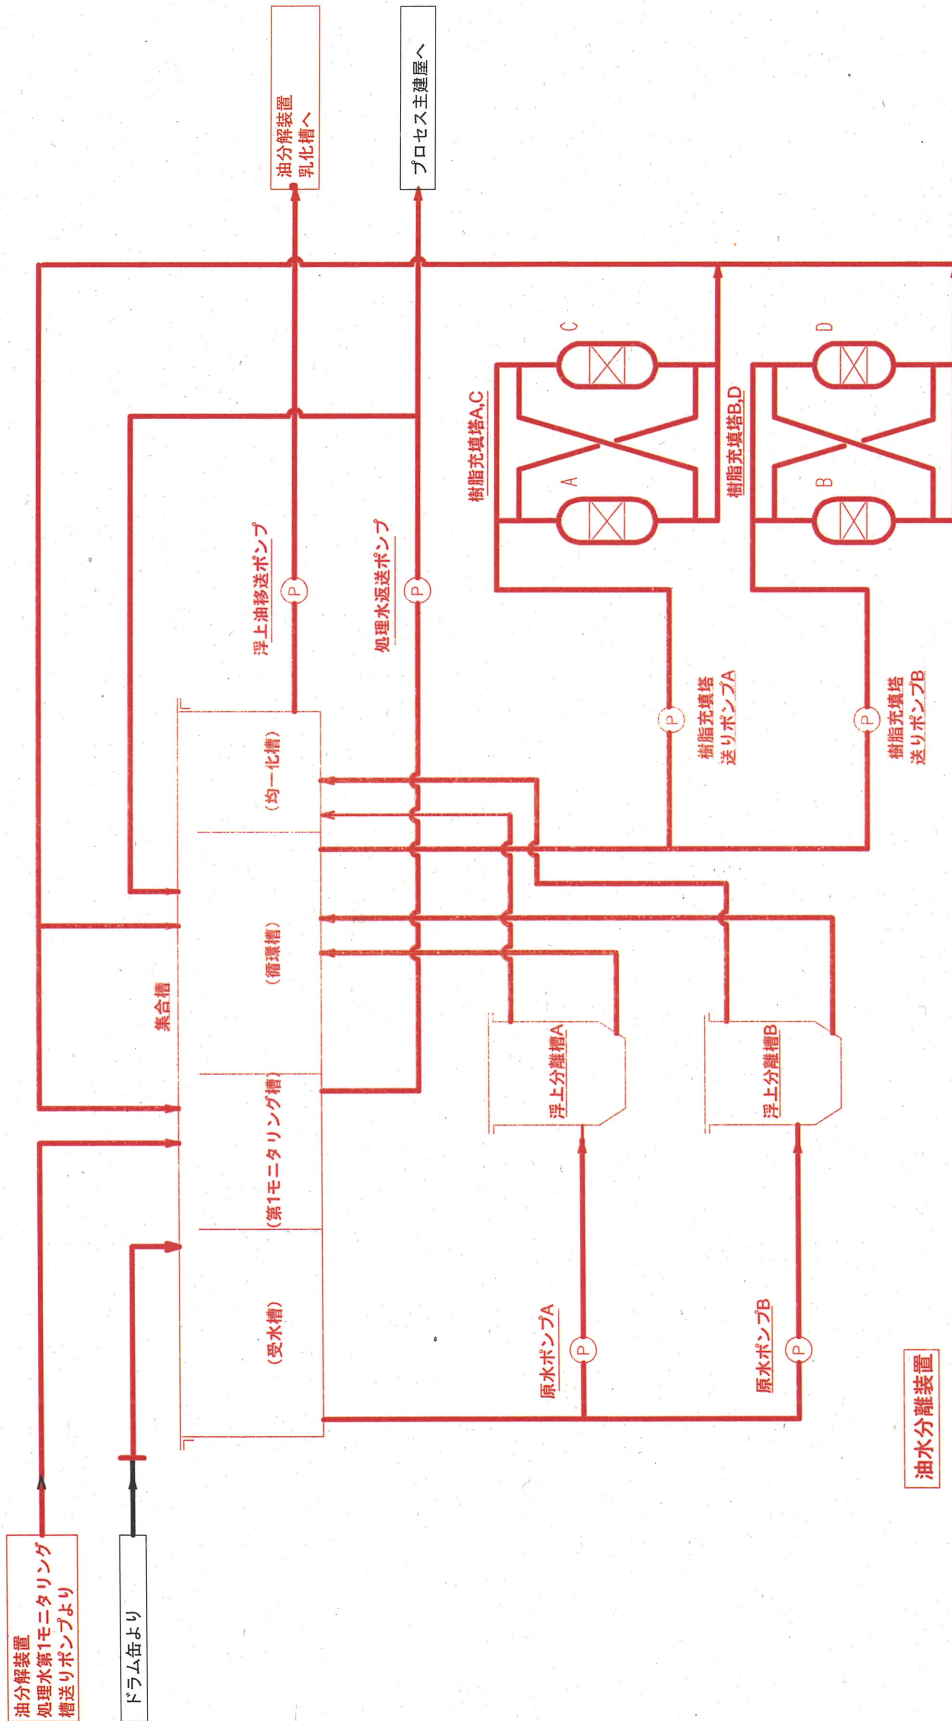 油分解装置
処理水第1モニタリング
槽送りポンプより
ドラム缶より
集合槽
(受水槽)
(第1モニタリング槽)
(循環槽)
(均一化槽)
浮上油移送ポンプ
P
油分解装置
乳化槽へ
処理水返送ポンプ
P
プロセス主建屋へ
原水ポンプA
P
浮上分離槽A
原水ポンプB
P
浮上分離槽B
樹脂充填塔A,C
A
C
P
樹脂充填塔
送りポンプA
樹脂充填塔B,D
B
D
P
樹脂充填塔
送りポンプB
油水分離装置